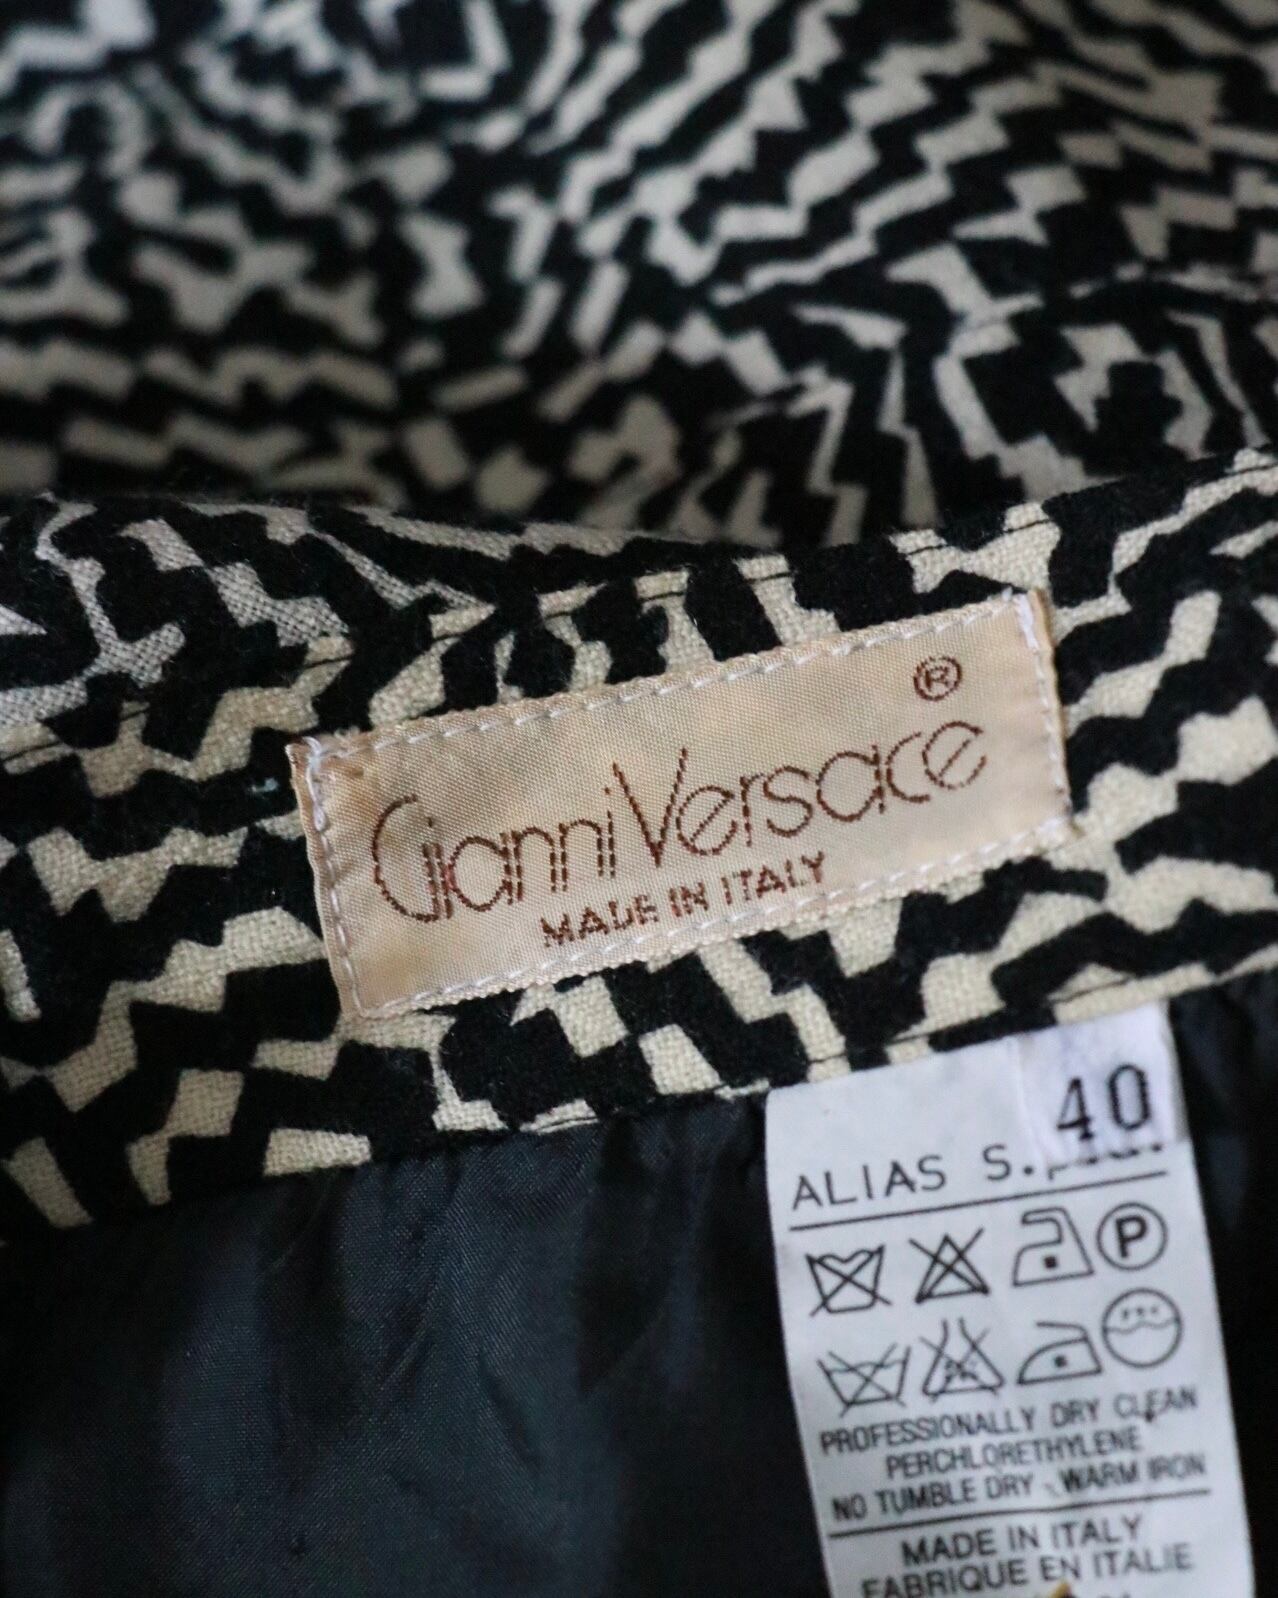 ®
Gianni Versace
MADE IN ITALY
40
ALIAS S.p.a.
P
PROFESSIONALLY DRY CLEAN
PERCHLORETHYLENE
NO TUMBLE DRY - WARM IRON
MADE IN ITALY
FABRIQUE EN ITALIE